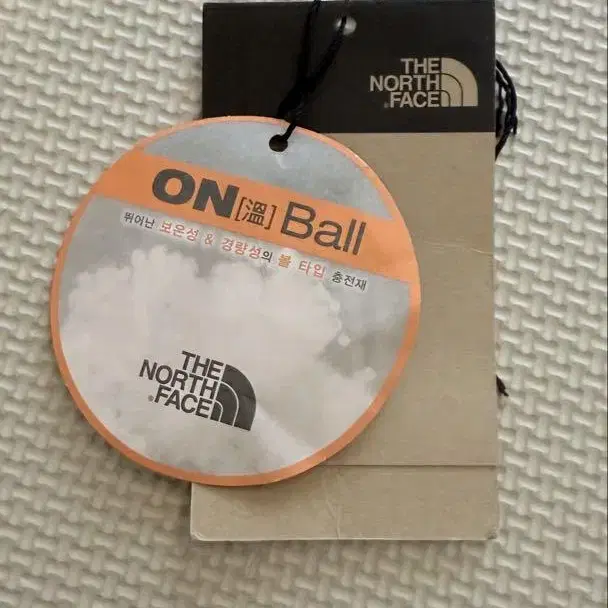 THE
NORTH
FACE
ON[溫] Ball
뛰어난 보온성 & 경량성의 볼 타입 충전재
THE
NORTH
FACE